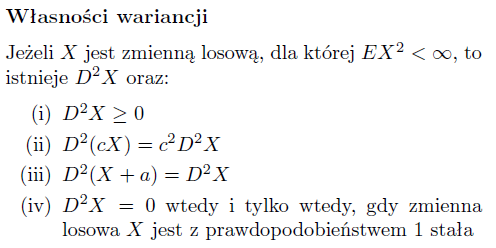 Własności wariancji
Jeżeli X jest zmienną losową, dla której EX² < ∞, to
istnieje D²X oraz:
(i) D²X ≥ 0
(ii) D²(cX) = c²D²X
(iii) D²(X + a) = D²X
(iv) D²X = 0 wtedy i tylko wtedy, gdy zmienna
losowa X jest z prawdopodobieństwem 1 stała